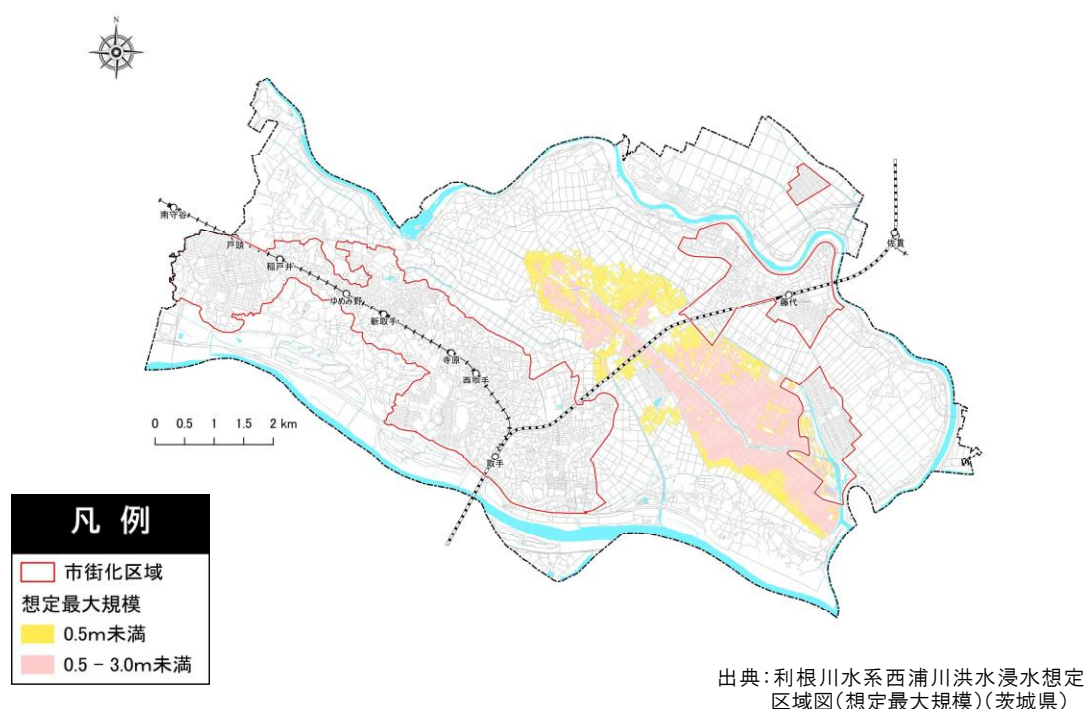 N
南守谷
戸頭
稲戸井
ゆめみ野
新取手
寺原
西取手
取手
佐貫
藤代
0 0.5 1 1.5 2 km
凡 例
市街化区域
想定最大規模
0.5m未満
0.5 - 3.0m未満
出典:利根川水系西浦川洪水浸水想定
区域図(想定最大規模)(茨城県)